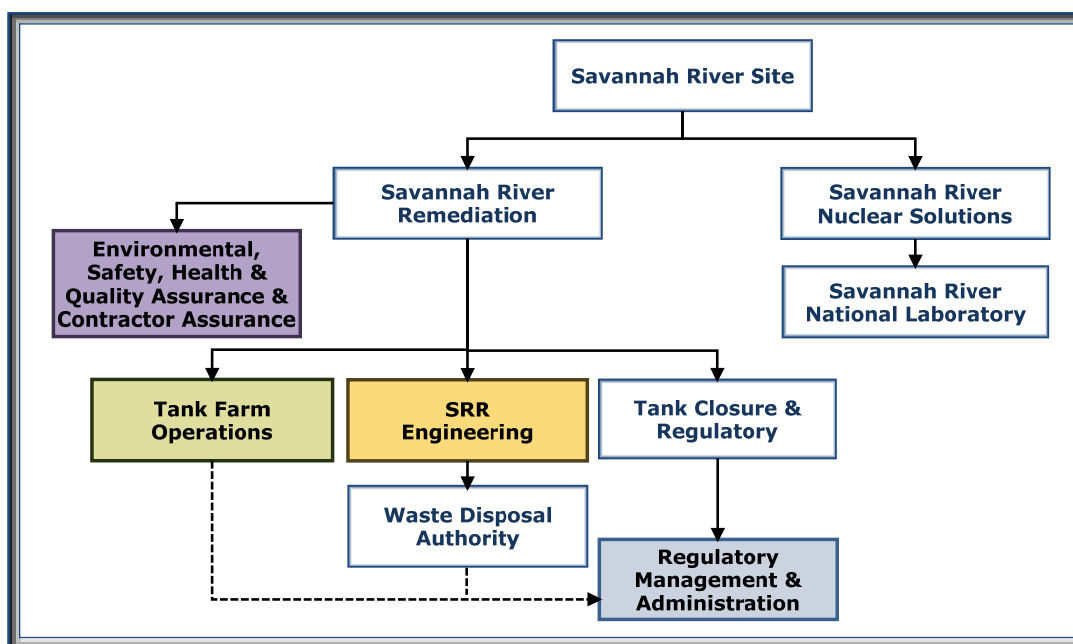 Savannah River Site
Savannah River
Remediation
Savannah River
Nuclear Solutions
Environmental,
Safety, Health &
Quality Assurance &
Contractor Assurance
Savannah River
National Laboratory
Tank Farm
Operations
SRR
Engineering
Tank Closure &
Regulatory
Waste Disposal
Authority
Regulatory
Management &
Administration